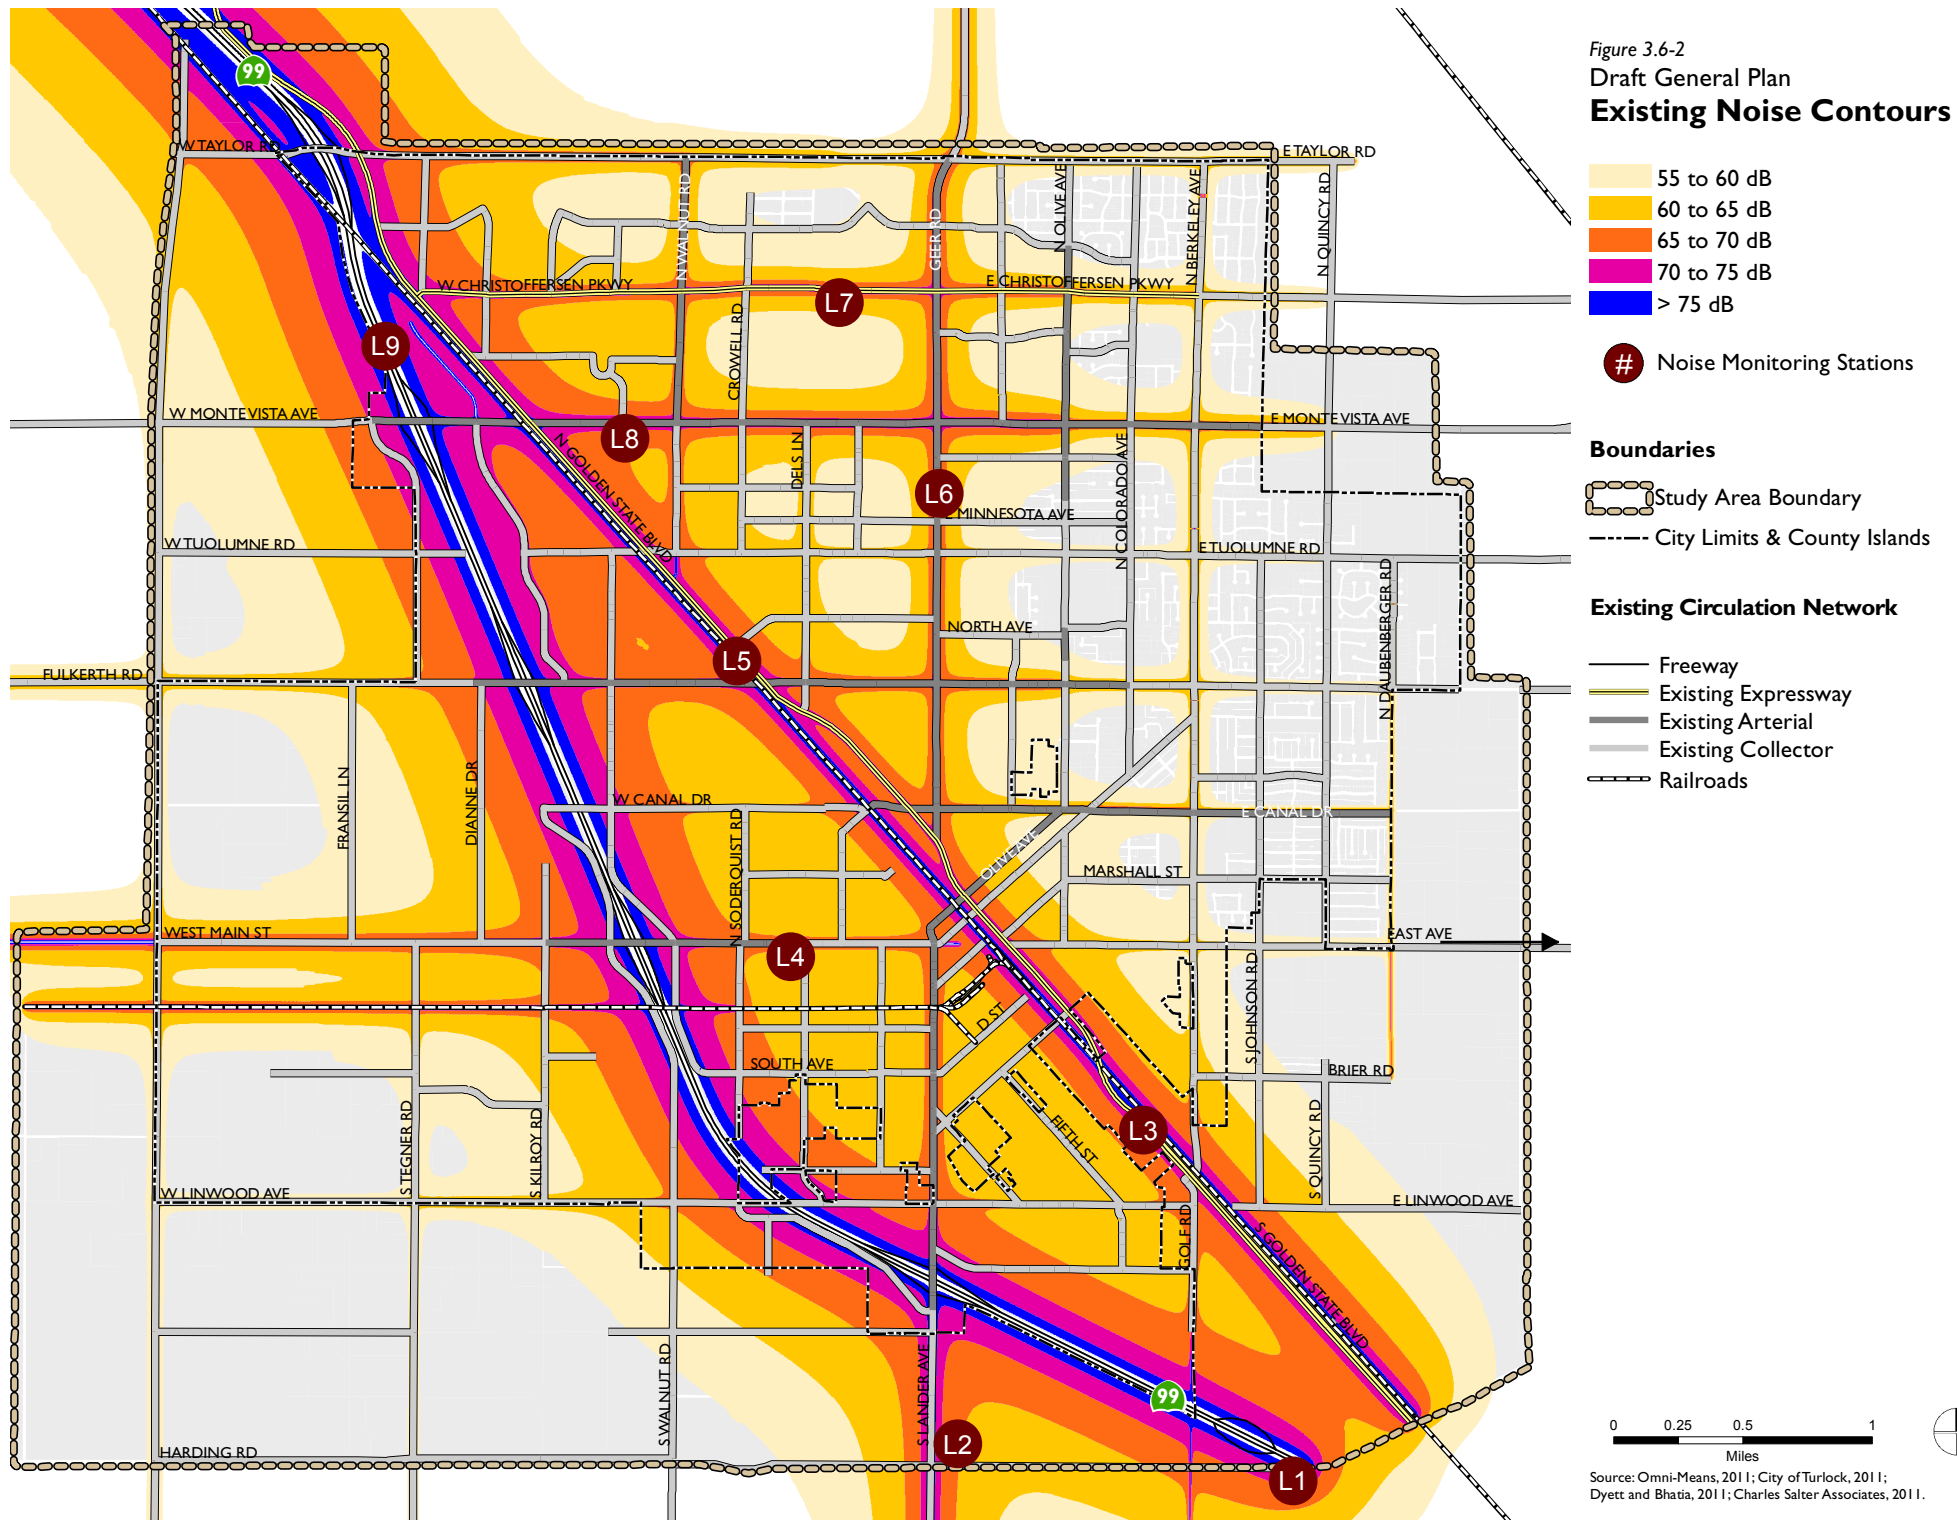 Figure 3.6-2
Draft General Plan
Existing Noise Contours
55 to 60 dB
60 to 65 dB
65 to 70 dB
70 to 75 dB
> 75 dB
# Noise Monitoring Stations
Boundaries
Study Area Boundary
City Limits & County Islands
Existing Circulation Network
Freeway
Existing Expressway
Existing Arterial
Existing Collector
Railroads
0 0.25 0.5 1
Miles
Source: Omni-Means, 2011; City of Turlock, 2011;
Dyett and Bhatia, 2011; Charles Salter Associates, 2011.
99
W TAYLOR RD
E TAYLOR RD
N WALNUT RD
GEER RD
N OLIVE AVE
N BERKELEY AVE
N QUINCY RD
W CHRISTOFFERSEN PKWY
E CHRISTOFFERSEN PKWY
L7
L9
CROWELL RD
W MONTE VISTA AVE
E MONTE VISTA AVE
L8
N GOLDEN STATE BLVD
DELS LN
N COLORADO AVE
L6
E MINNESOTA AVE
W TUOLUMNE RD
E TUOLUMNE RD
N DAUBENBERGER RD
NORTH AVE
L5
FULKERTH RD
FRANSIL LN
DIANNE DR
W CANAL DR
E CANAL DR
N SODERQUIST RD
OLIVE AVE
MARSHALL ST
WEST MAIN ST
EAST AVE
L4
S JOHNSON RD
D ST
SOUTH AVE
BRIER RD
S TEGNER RD
S KILROY RD
FIFTH ST
L3
S QUINCY RD
W LINWOOD AVE
E LINWOOD AVE
GOLF RD
S GOLDEN STATE BLVD
S WALNUT RD
S LANDER AVE
99
HARDING RD
L2
L1